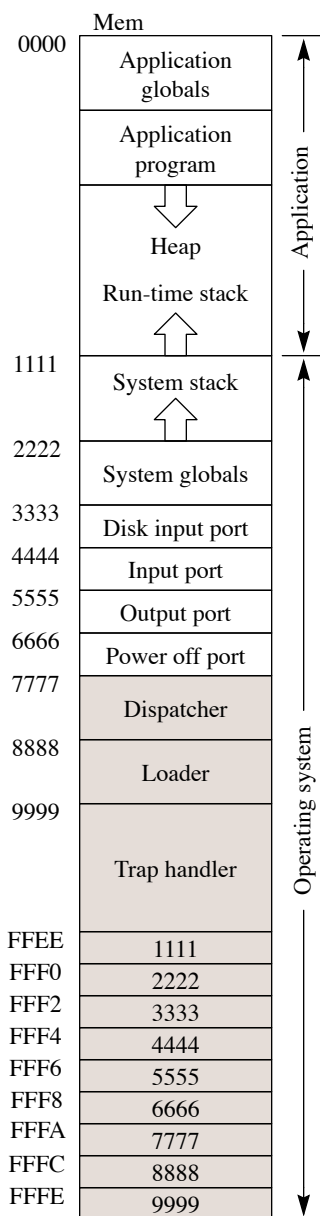 Mem
0000
Application
globals
Application
program
Heap
Run-time stack
Application
1111
System stack
2222
System globals
3333
Disk input port
4444
Input port
5555
Output port
6666
Power off port
7777
Dispatcher
8888
Loader
9999
Trap handler
Operating system
FFEE
1111
FFF0
2222
FFF2
3333
FFF4
4444
FFF6
5555
FFF8
6666
FFFA
7777
FFFC
8888
FFFE
9999